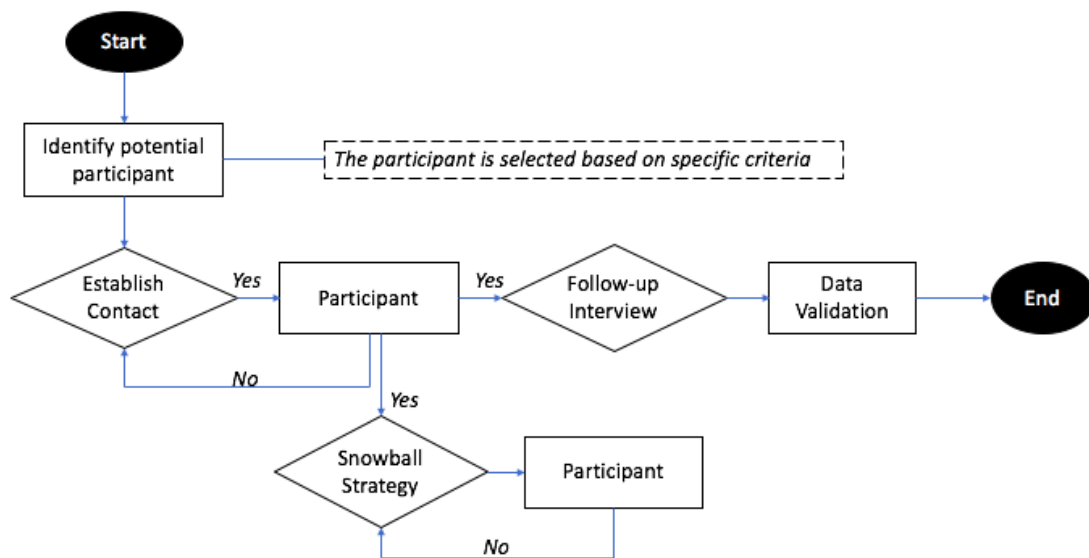 Start
Identify potential
participant
The participant is selected based on specific criteria
Establish
Contact
Yes
Participant
Yes
Follow-up
Interview
Data
Validation
End
No
Yes
Snowball
Strategy
Participant
No